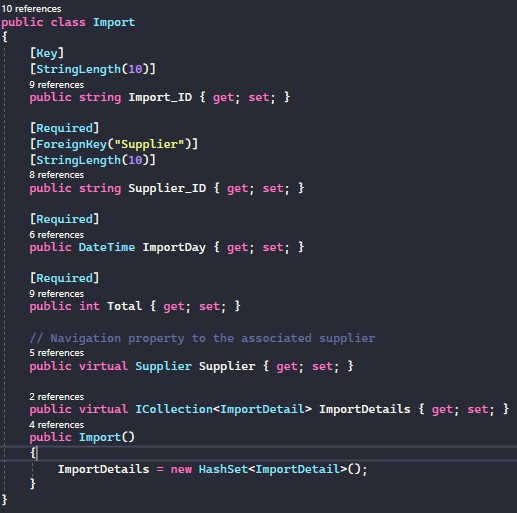 10 references
public class Import
{
[Key]
[StringLength(10)]
9 references
public string Import_ID { get; set; }
[Required]
[ForeignKey("Supplier")]
[StringLength(10)]
8 references
public string Supplier_ID { get; set; }
[Required]
6 references
public DateTime ImportDay { get; set; }
[Required]
9 references
public int Total { get; set; }
// Navigation property to the associated supplier
5 references
public virtual Supplier Supplier { get; set; }
2 references
public virtual ICollection<ImportDetail> ImportDetails { get; set; }
4 references
public Import()
{
ImportDetails = new HashSet<ImportDetail>();
}
}